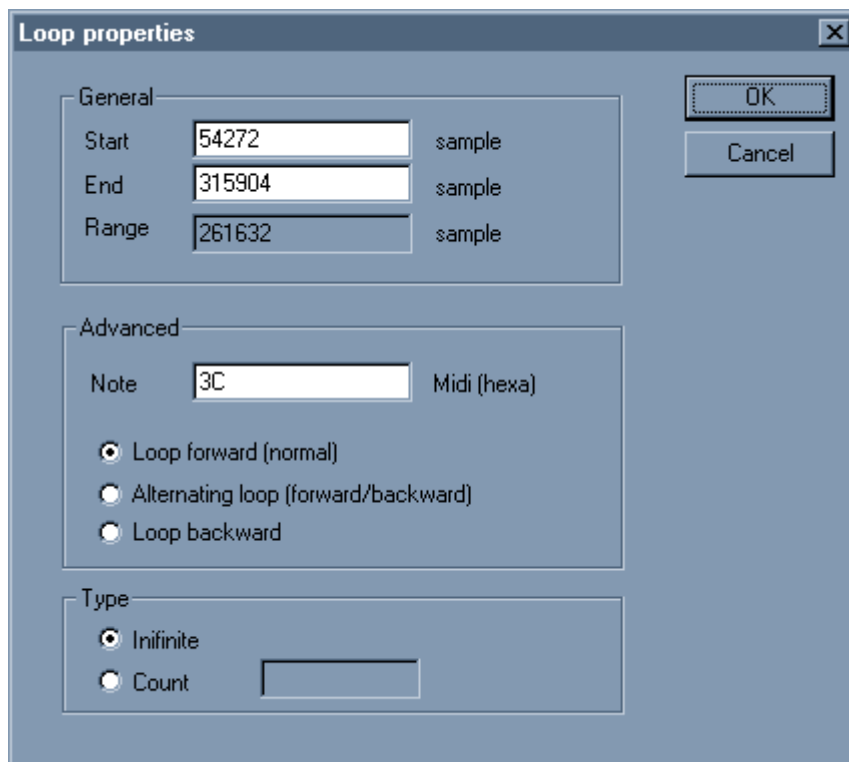 Loop properties
General
Start 54272 sample
End 315904 sample
Range 261632 sample
OK
Cancel
Advanced
Note 3C Midi (hexa)
Loop forward (normal)
Alternating loop (forward/backward)
Loop backward
Type
Inifinite
Count